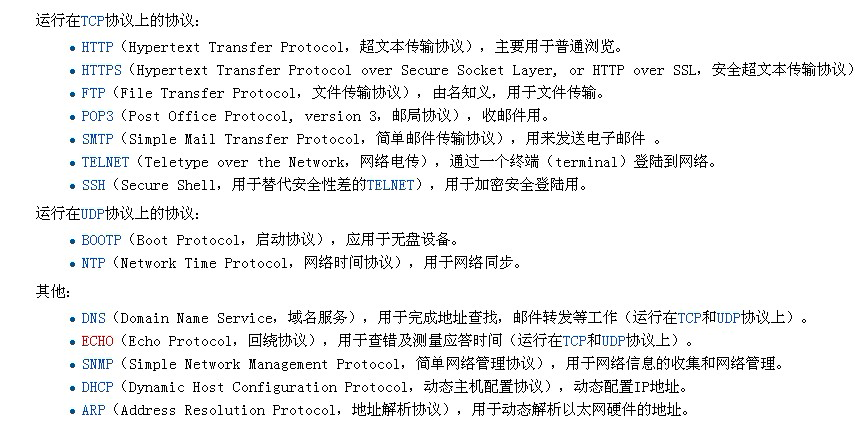 运行在TCP协议上的协议：
HTTP（Hypertext Transfer Protocol，超文本传输协议），主要用于普通浏览。
HTTPS（Hypertext Transfer Protocol over Secure Socket Layer, or HTTP over SSL，安全超文本传输协议）
FTP（File Transfer Protocol，文件传输协议），由名知义，用于文件传输。
POP3（Post Office Protocol, version 3，邮局协议），收邮件用。
SMTP（Simple Mail Transfer Protocol，简单邮件传输协议），用来发送电子邮件 。
TELNET（Teletype over the Network，网络电传），通过一个终端（terminal）登陆到网络。
SSH（Secure Shell，用于替代安全性差的TELNET），用于加密安全登陆用。
运行在UDP协议上的协议：
BOOTP（Boot Protocol，启动协议），应用于无盘设备。
NTP（Network Time Protocol，网络时间协议），用于网络同步。
其他：
DNS（Domain Name Service，域名服务），用于完成地址查找，邮件转发等工作（运行在TCP和UDP协议上）。
ECHO（Echo Protocol，回绕协议），用于查错及测量应答时间（运行在TCP和UDP协议上）。
SNMP（Simple Network Management Protocol，简单网络管理协议），用于网络信息的收集和网络管理。
DHCP（Dynamic Host Configuration Protocol，动态主机配置协议），动态配置IP地址。
ARP（Address Resolution Protocol，地址解析协议），用于动态解析以太网硬件的地址。